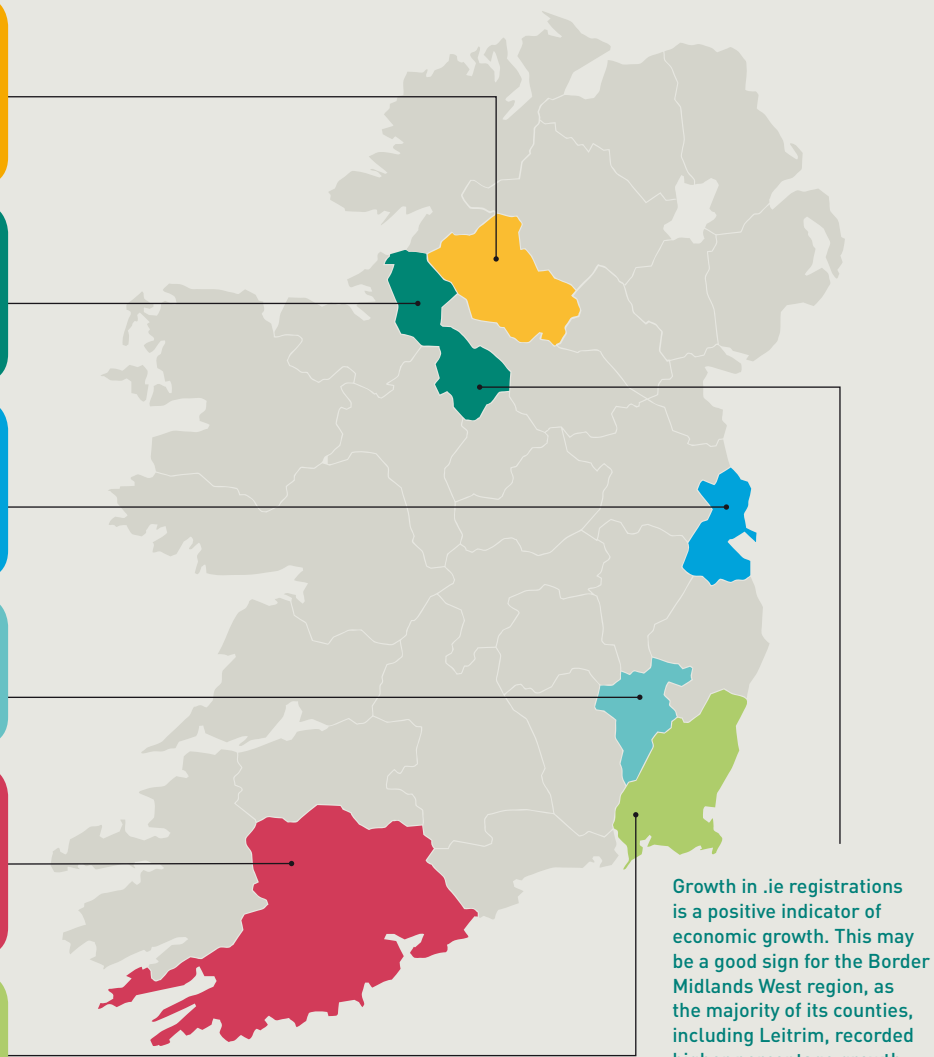 Growth in .ie registrations
is a positive indicator of
economic growth. This may
be a good sign for the Border
Midlands West region, as
the majority of its counties,
including Leitrim, recorded